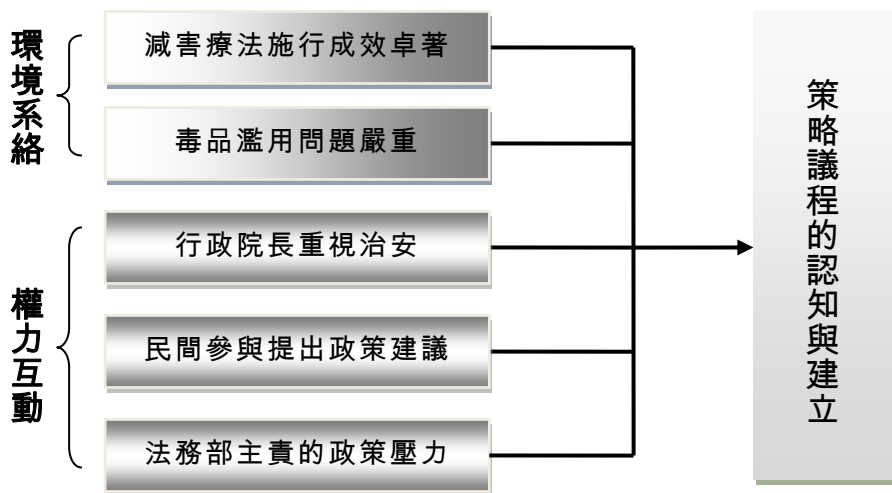 環境系絡
減害療法施行成效卓著
毒品濫用問題嚴重
權力互動
行政院長重視治安
民間參與提出政策建議
法務部主責的政策壓力
策略議程的認知與建立